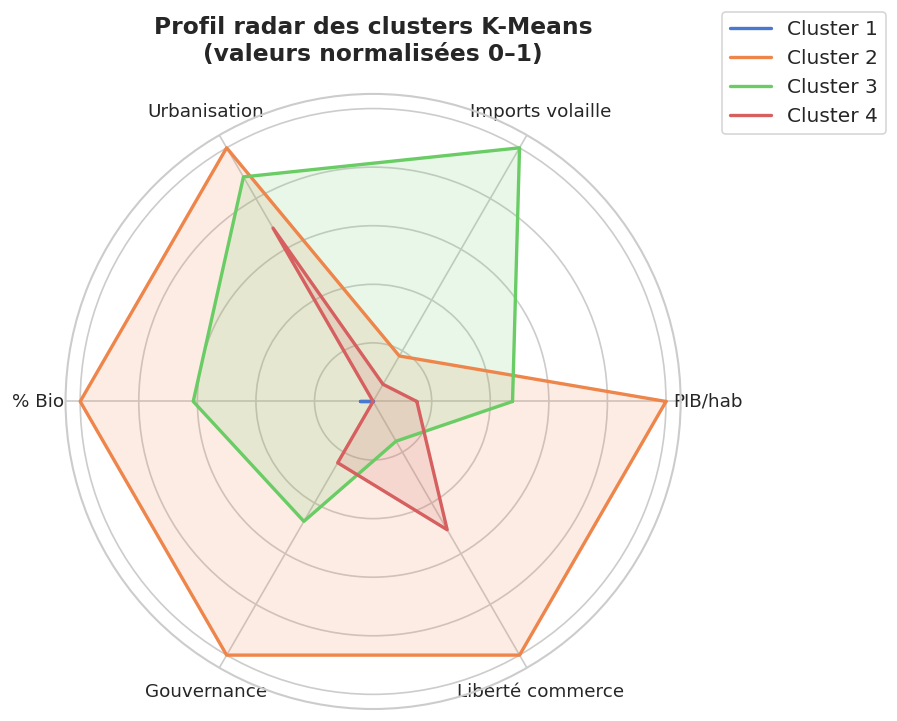 Profil radar des clusters K-Means
(valeurs normalisées 0–1)
Cluster 1
Cluster 2
Cluster 3
Cluster 4
Urbanisation
Imports volaille
% Bio
PIB/hab
Gouvernance
Liberté commerce